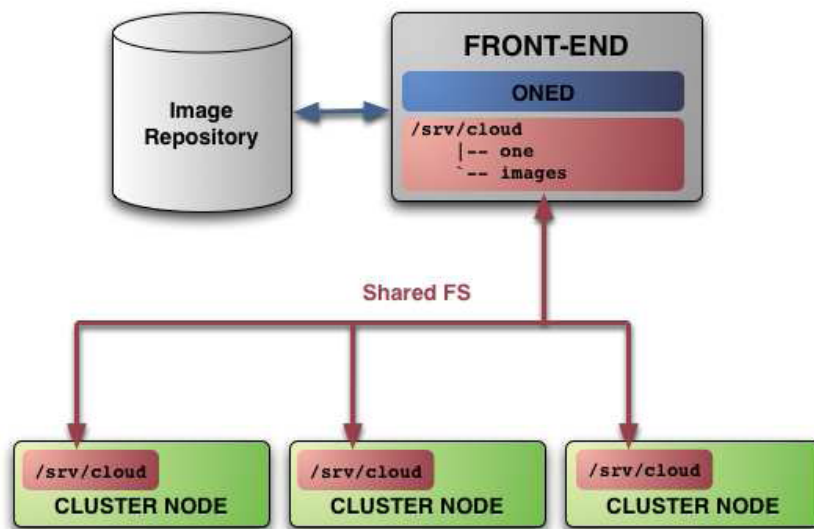 FRONT-END
ONED
Image
Repository
/srv/cloud
|-- one
`-- images
Shared FS
/srv/cloud
CLUSTER NODE
/srv/cloud
CLUSTER NODE
/srv/cloud
CLUSTER NODE